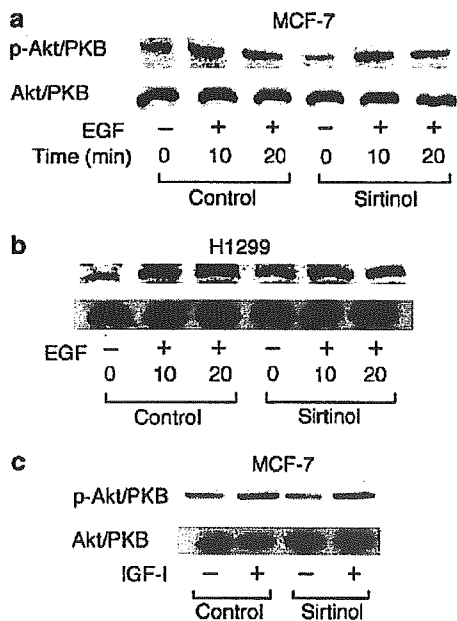 a
MCF-7
p-Akt/PKB
Akt/PKB
EGF – + + – + +
Time (min) 0 10 20 0 10 20
Control Sirtinol
b
H1299
EGF – + + – + +
0 10 20 0 10 20
Control Sirtinol
c
MCF-7
p-Akt/PKB
Akt/PKB
IGF-I – + – +
Control Sirtinol